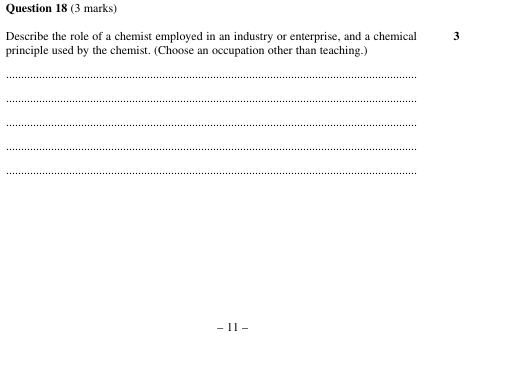 Question 18 (3 marks)
Describe the role of a chemist employed in an industry or enterprise, and a chemical 3
principle used by the chemist. (Choose an occupation other than teaching.)
................................................................................................................................................
................................................................................................................................................
................................................................................................................................................
................................................................................................................................................
................................................................................................................................................
– 11 –